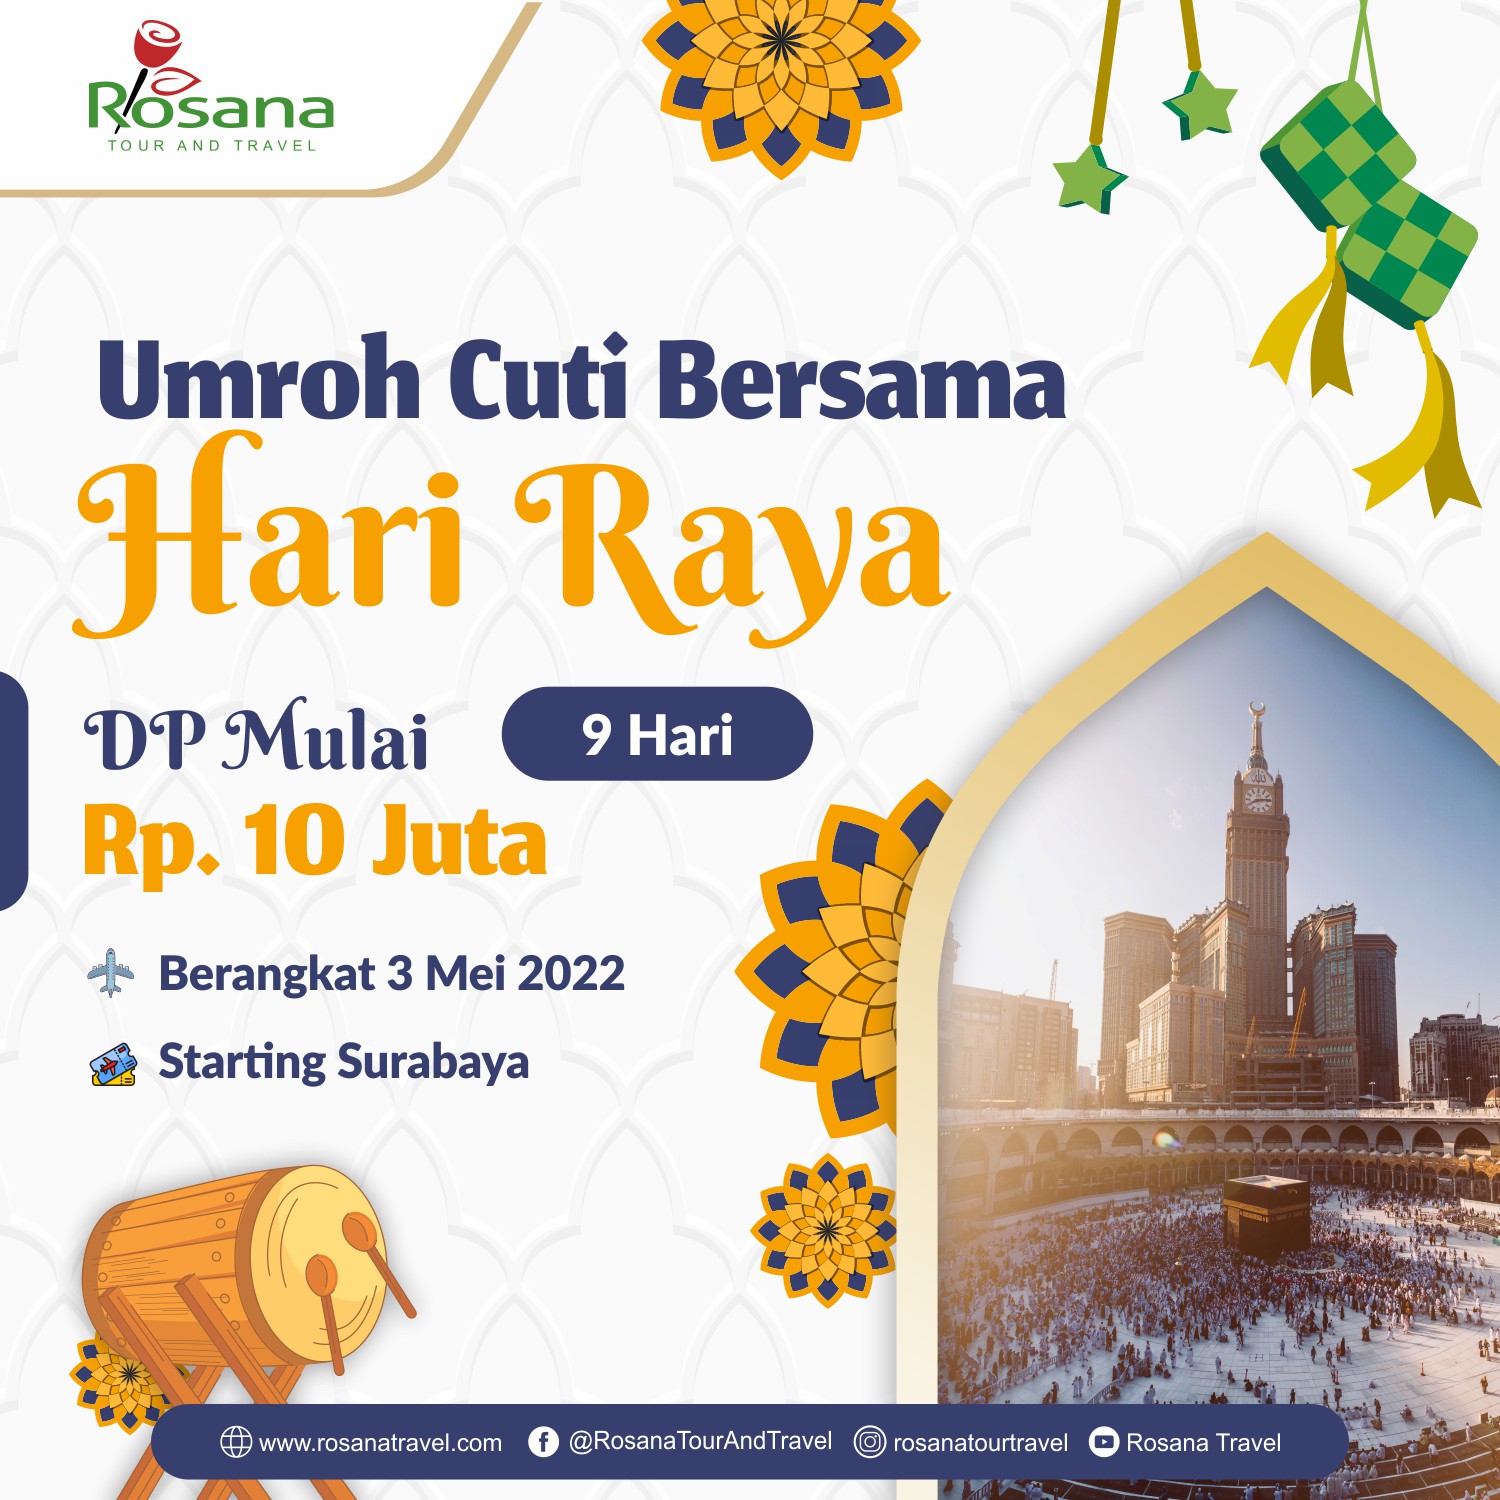 Rosana
TOUR AND TRAVEL
Umroh Cuti Bersama
Hari Raya
DP Mulai
9 Hari
Rp. 10 Juta
Berangkat 3 Mei 2022
Starting Surabaya
www.rosanatravel.com @RosanaTourAndTravel rosanatourtravel Rosana Travel